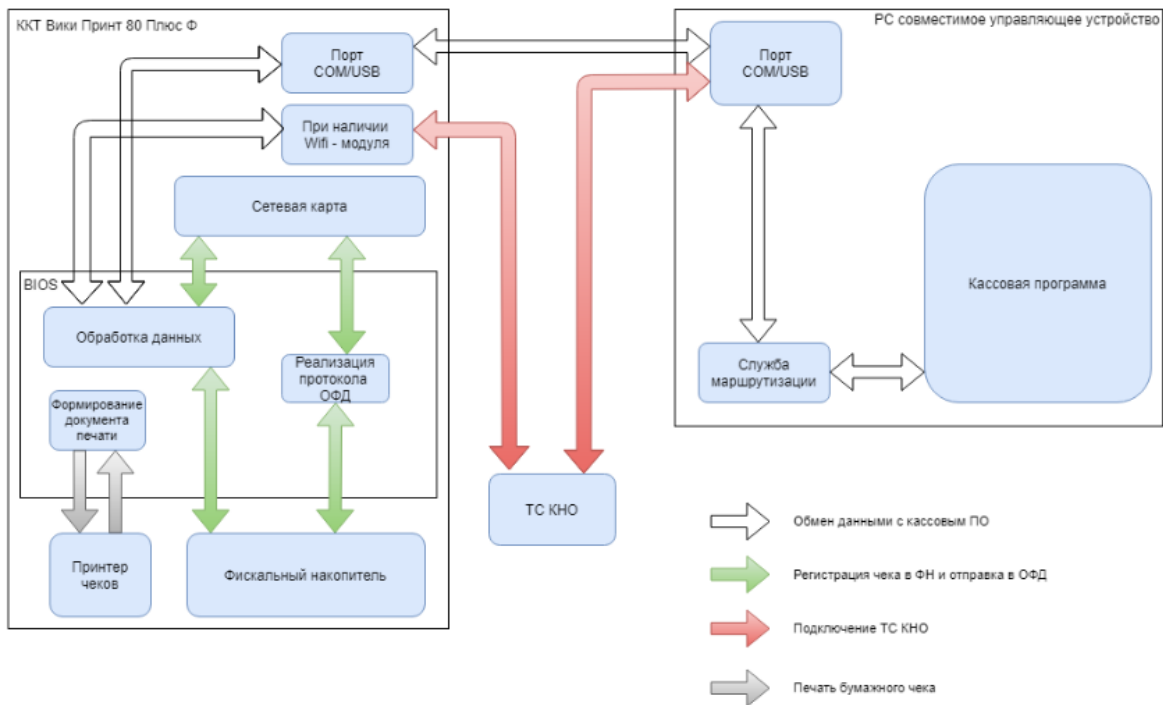 ККТ Вики Принт 80 Плюс Ф
PC совместимое управляющее устройство
Порт
COM/USB
Порт
COM/USB
При наличии
Wifi - модуля
Сетевая карта
Кассовая программа
BIOS
Обработка данных
Реализация
протокола
ОФД
Служба
маршрутизации
Формирование
документа
печати
ТС КНО
Принтер
чеков
Фискальный накопитель
Обмен данными с кассовым ПО
Регистрация чека в ФН и отправка в ОФД
Подключение ТС КНО
Печать бумажного чека